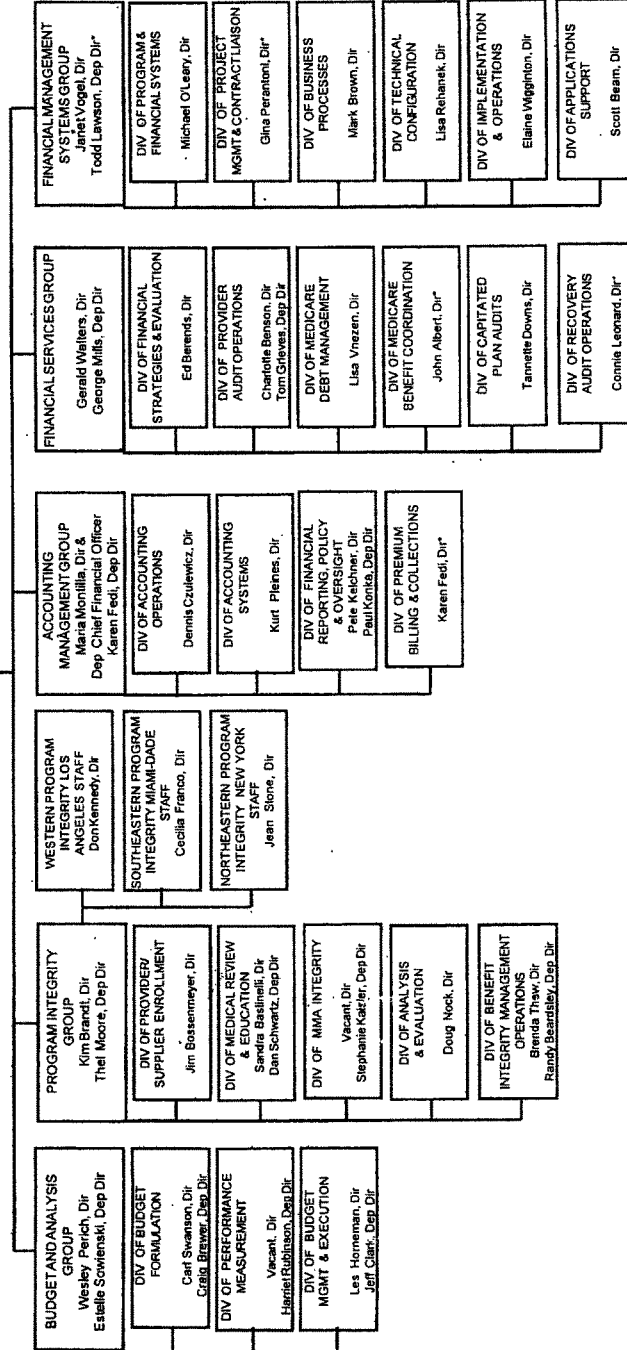 BUDGET AND ANALYSIS
GROUP
Wesley Perich, Dir
Estelle Sowienski, Dep Dir
DIV OF BUDGET
FORMULATION
Carl Swanson, Dir
Craig Brewer, Dep Dir
DIV OF PERFORMANCE
MEASUREMENT
Vacant, Dir
Harriet Rubinson, Dep Dir
DIV OF BUDGET
MGMT & EXECUTION
Les Horneman, Dir
Jeff Clark, Dep Dir
PROGRAM INTEGRITY
GROUP
Kim Brandt, Dir
Thel Moore, Dep Dir
DIV OF PROVIDER/
SUPPLIER ENROLLMENT
Jim Bossenmeyer, Dir
DIV OF MEDICAL REVIEW
& EDUCATION
Sandra Bastinelli, Dir
Dan Schwartz, Dep Dir
DIV OF MMA INTEGRITY
Vacant, Dir
Stephanie Dep Dir
DIV OF ANALYSIS
& EVALUATION
Doug Nock, Dir
DIV OF BENEFIT
INTEGRITY MANAGEMENT
OPERATIONS
Brenda Thew, Dir
Randy Beardsley, Dep Dir
WESTERN PROGRAM
INTEGRITY LOS
ANGELES STAFF
Don Kennedy, Dir
SOUTHEASTERN PROGRAM
INTEGRITY MIAMI-DADE
STAFF
Cecilia Franco, Dir
NORTHEASTERN PROGRAM
INTEGRITY NEW YORK
STAFF
Jean Stone, Dir
ACCOUNTING
MANAGEMENT GROUP
Maria Montilla, Dir &
Dep Chief Financial Officer
Karen Fedi, Dep Dir
DIV OF ACCOUNTING
OPERATIONS
Dennis Czulewicz, Dir
DIV OF ACCOUNTING
SYSTEMS
Kurt Pleines, Dir
DIV OF FINANCIAL
REPORTING, POLICY
& OVERSIGHT
Pete Kelchner, Dir
Paul Konka, Dep Dir
DIV OF PREMIUM
BILLING & COLLECTIONS
Karen Fedi, Dir*
FINANCIAL SERVICES GROUP
Gerald Walters, Dir
George Mills, Dep Dir
DIV OF FINANCIAL
STRATEGIES & EVALUATION
Ed Berends, Dir
DIV OF PROVIDER
AUDIT OPERATIONS
Charlotte Benson, Dir
Tom Grieves, Dep Dir
DIV OF MEDICARE
DEBT MANAGEMENT
Lisa Vriezen, Dir
DIV OF MEDICARE
BENEFIT COORDINATION
John Albert, Dir*
DIV OF CAPITATED
PLAN AUDITS
Tannette Downs, Dir
DIV OF RECOVERY
AUDIT OPERATIONS
Connie Leonard, Dir*
FINANCIAL MANAGEMENT
SYSTEMS GROUP
Janet Vogel, Dir
Todd Lawson, Dep Dir*
DIV OF PROGRAM &
FINANCIAL SYSTEMS
Michael O'Leary, Dir
DIV OF PROJECT
MGMT & CONTRACT LIAISON
Gina Perantoni, Dir*
DIV OF BUSINESS
PROCESSES
Mark Brown, Dir
DIV OF TECHNICAL
CONFIGURATION
Lisa Rehanek, Dir
DIV OF IMPLEMENTATION
& OPERATIONS
Elaine Wigginton, Dir
DIV OF APPLICATIONS
SUPPORT
Scott Beam, Dir